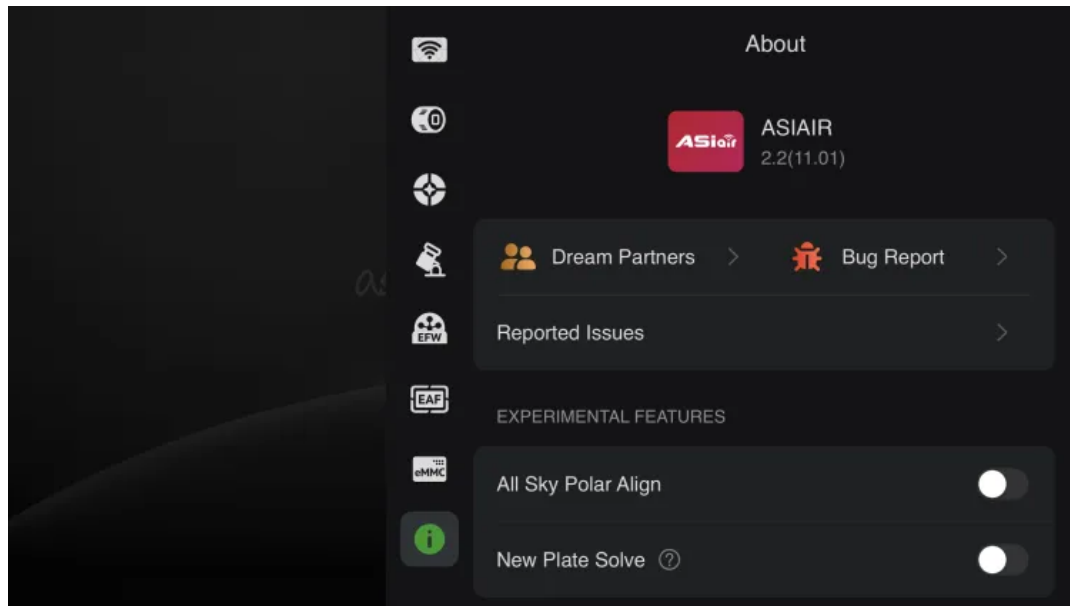 About
ASIair
ASIAIR
2.2(11.01)
Dream Partners
Bug Report
EFW
Reported Issues
EAF
EXPERIMENTAL FEATURES
eMMC
All Sky Polar Align
New Plate Solve ?